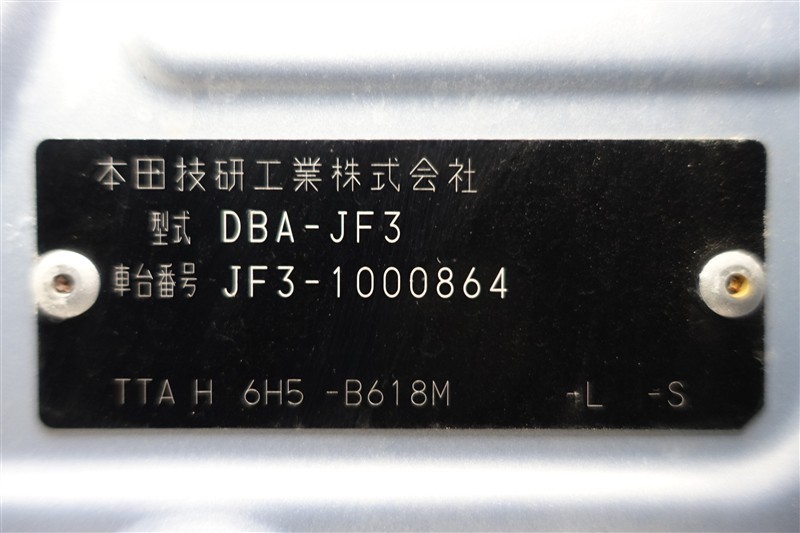 本田技研工業株式会社
型式 DBA-JF3
車台番号 JF3-1000864
TTA H 6H5 -B618M -L -S